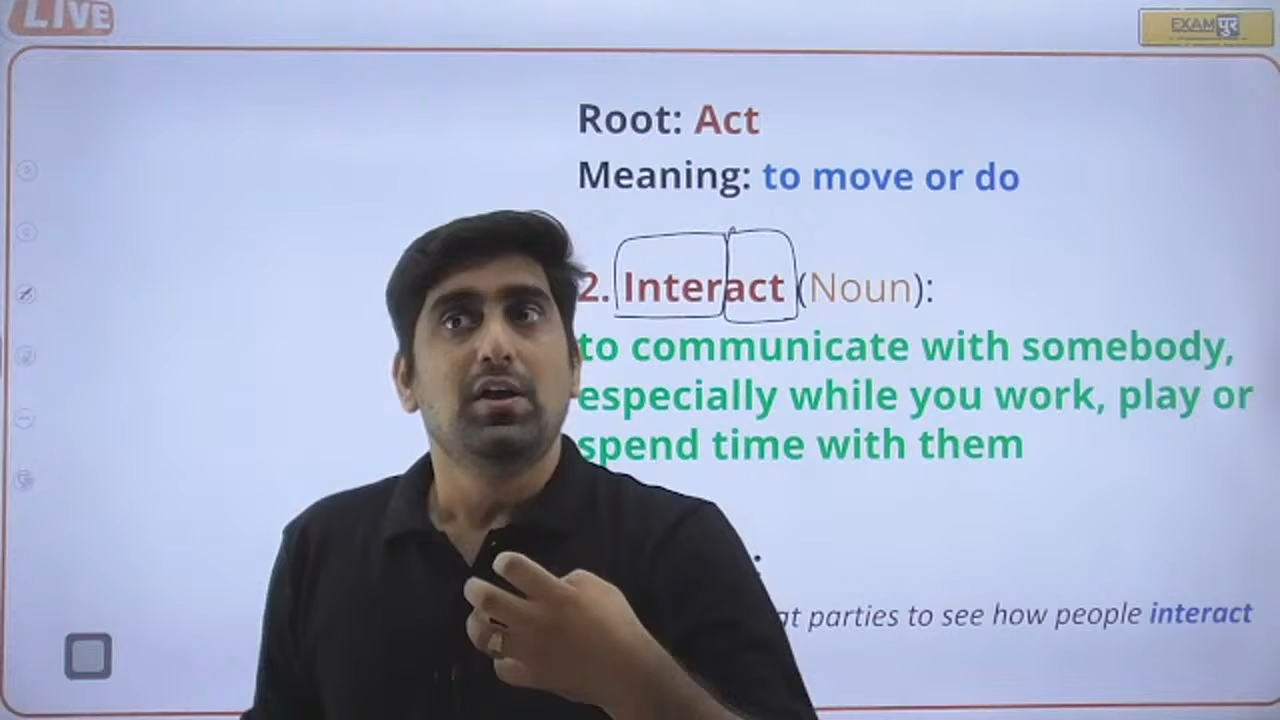 LIVE
EXAM पुर
Root: Act
Meaning: to move or do
2. Interact (Noun):
to communicate with somebody,
especially while you work, play or
spend time with them
at parties to see how people interact